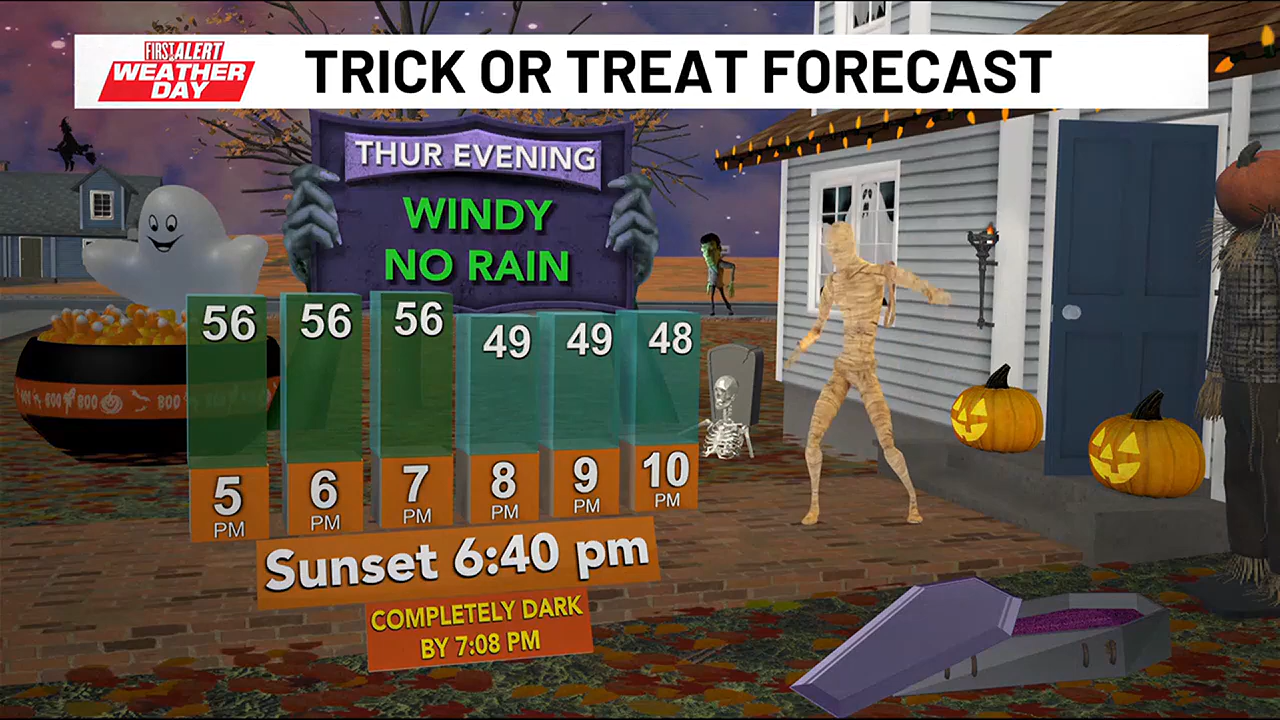 FIRST ALERT
WEATHER
DAY
TRICK OR TREAT FORECAST
THUR EVENING
WINDY
NO RAIN
56 56 56 49 49 48
5 6 7 8 9 10
PM PM PM PM PM PM
BOO BOO
Sunset 6:40 pm
COMPLETELY DARK
BY 7:08 PM